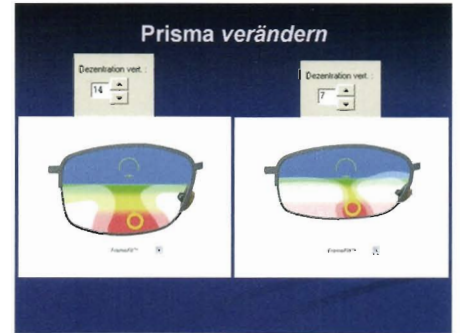 Prisma verändern
Dezentration vert. :
14
Dezentration vert. :
7